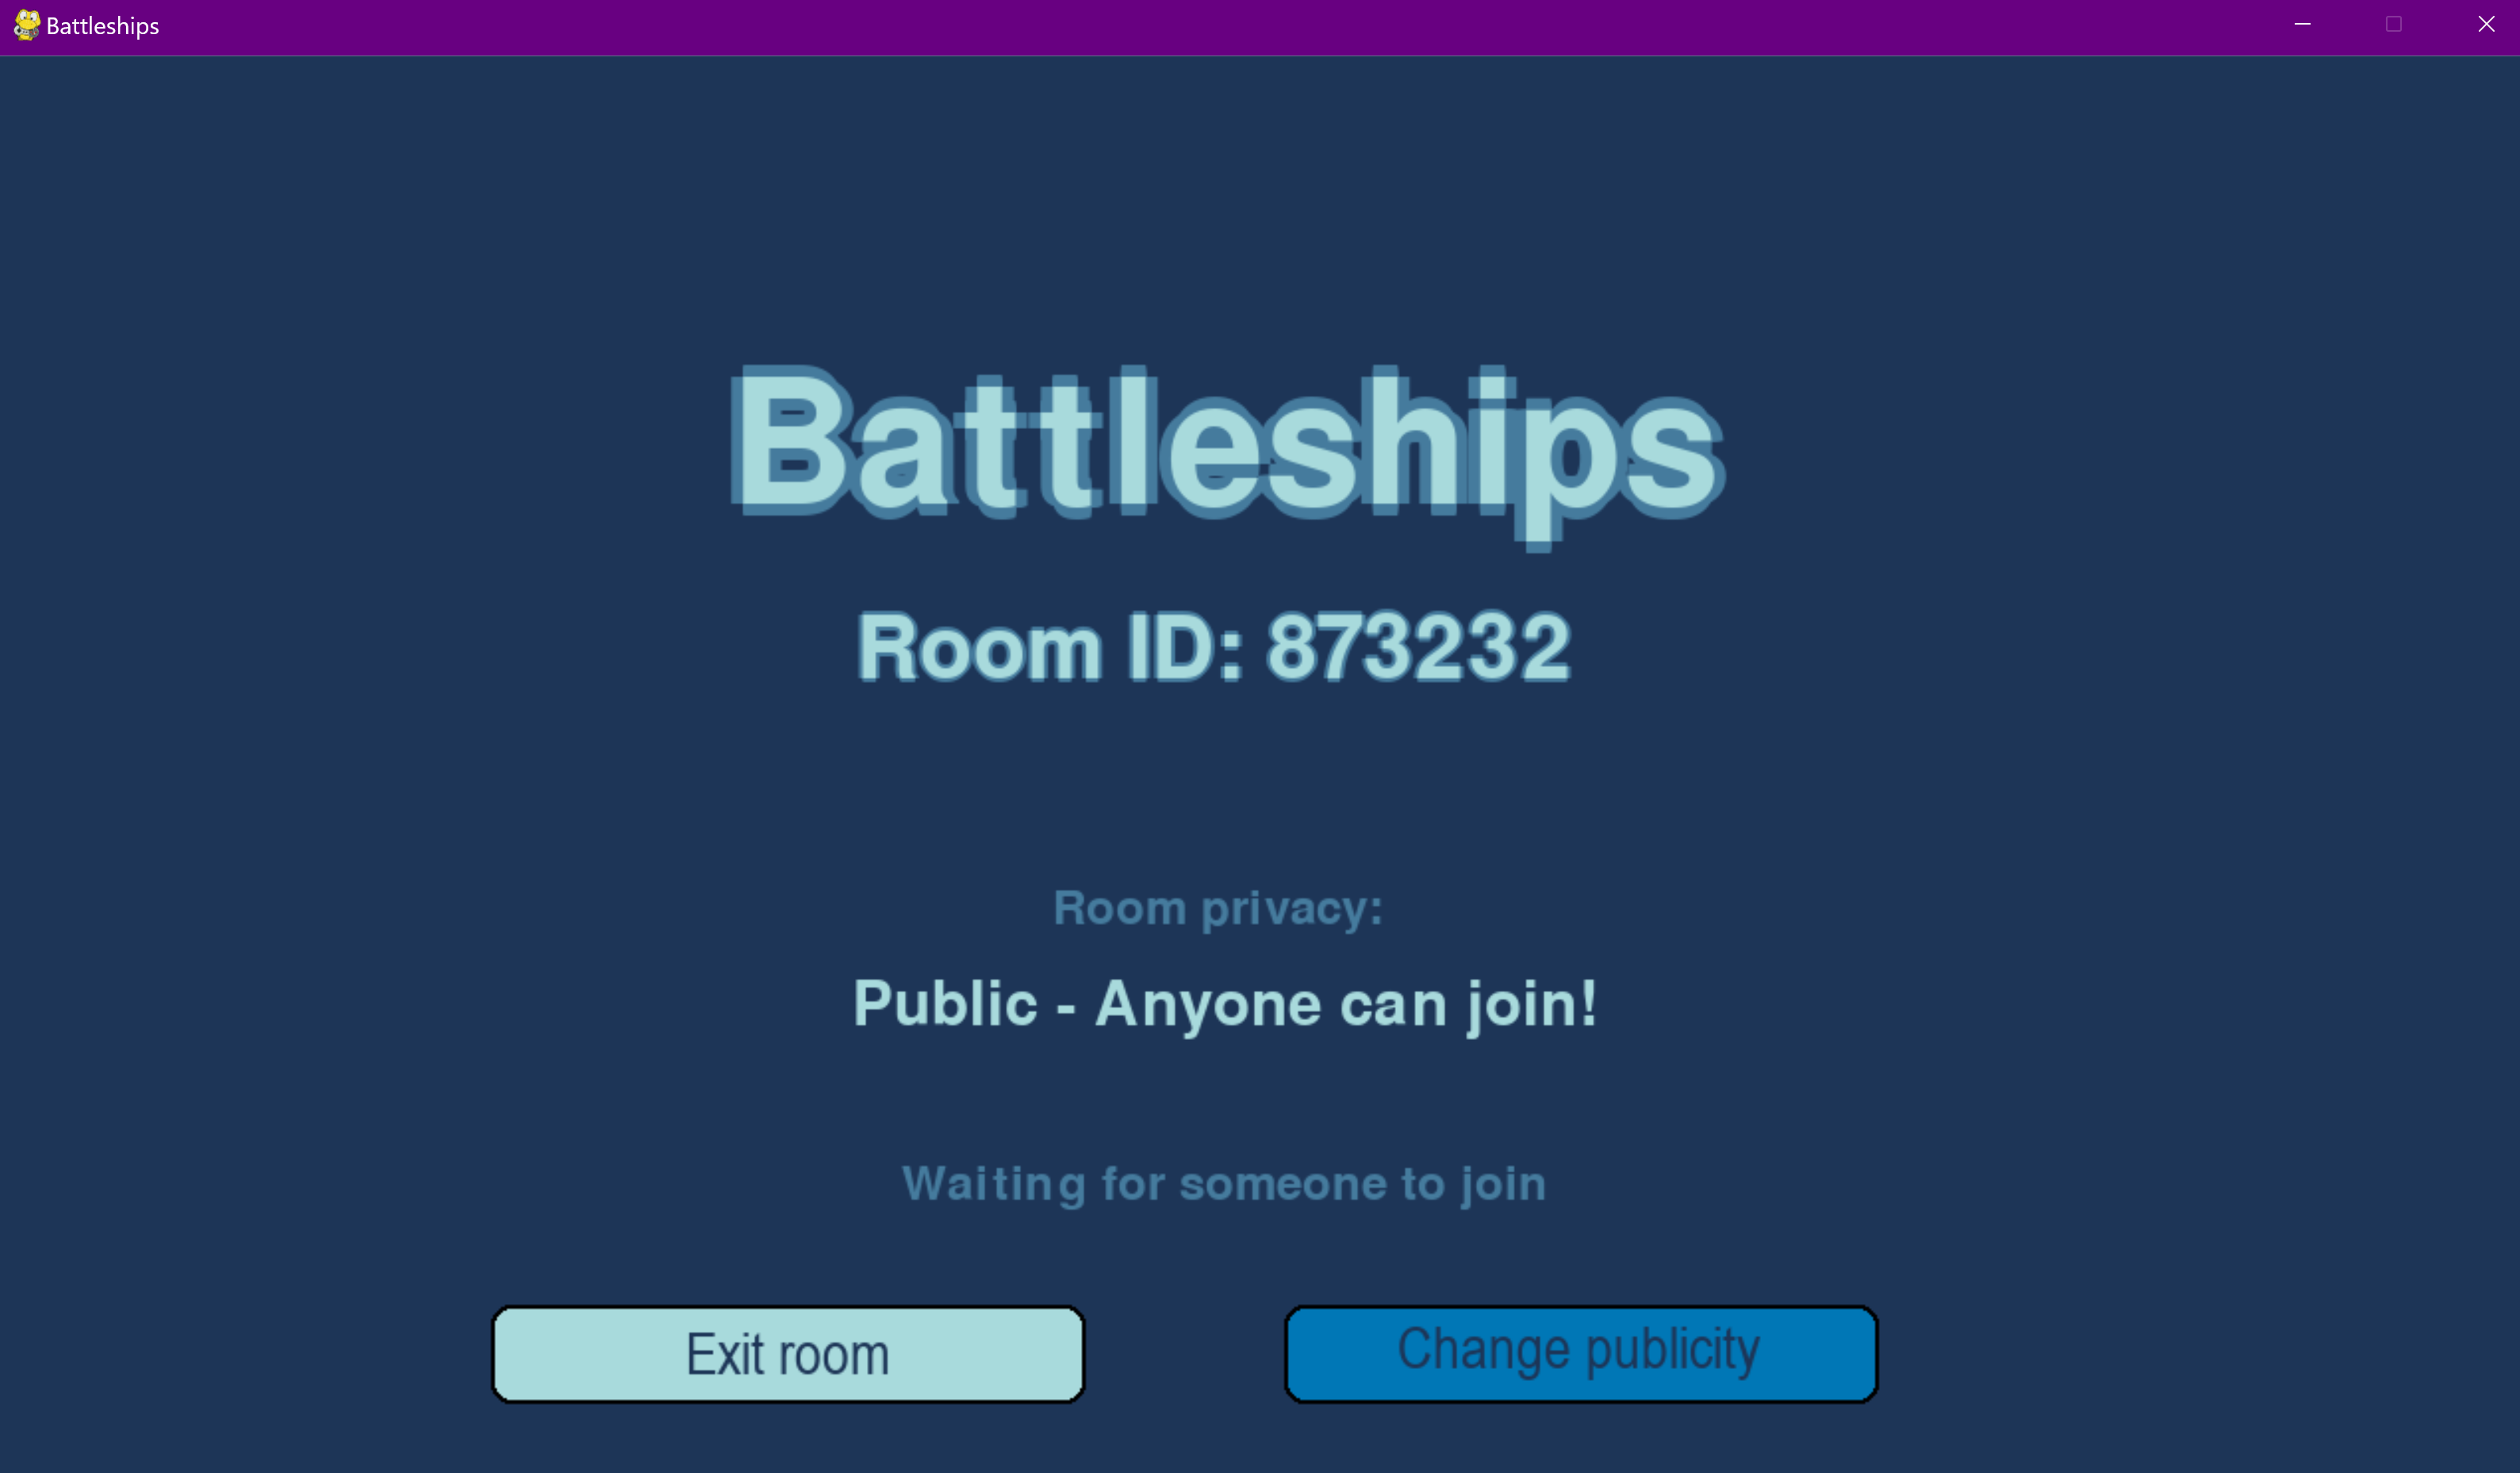 Battleships
Battleships
Room ID: 873232
Room privacy:
Public - Anyone can join!
Waiting for someone to join
Exit room
Change publicity